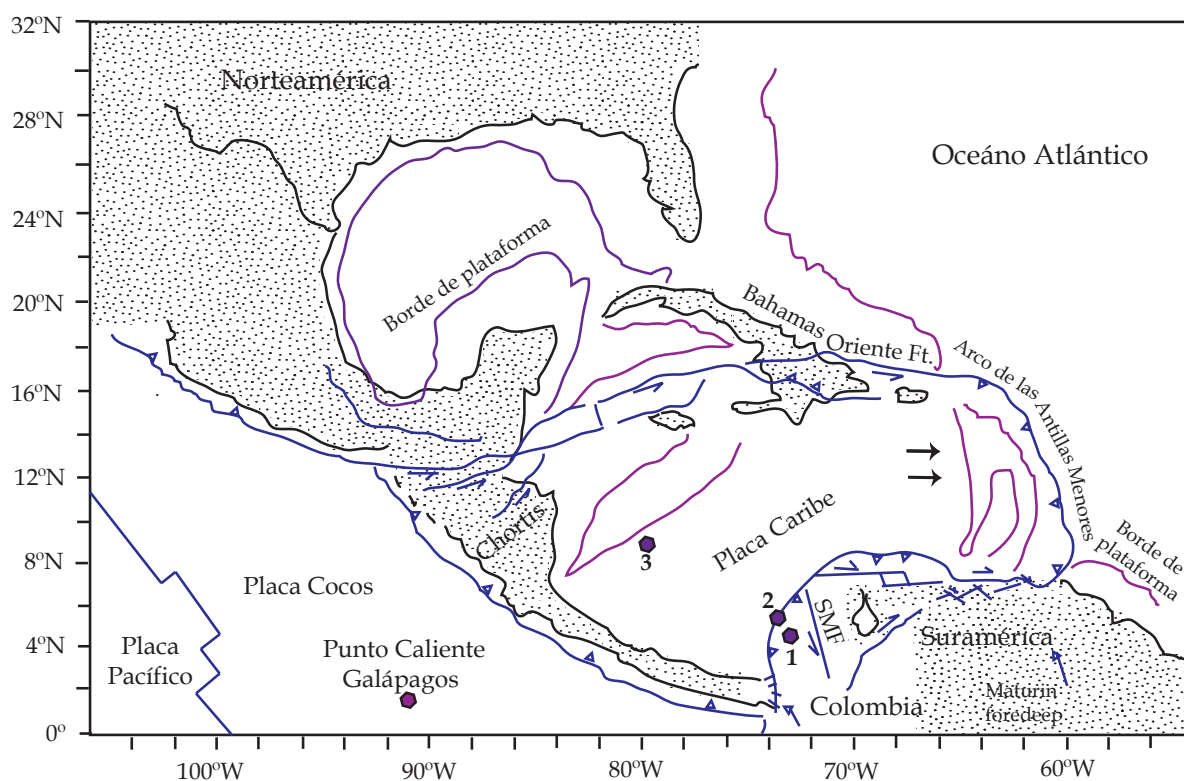 32ºN
28ºN
24ºN
20ºN
16ºN
12ºN
8ºN
4ºN
0º
100ºW
90ºW
80ºW
70ºW
60ºW
Norteamérica
Oceáno Atlántico
Borde de plataforma
Bahamas
Oriente Ft.
Arco de las Antillas Menores
Chortis
Placa Caribe
Borde de
plataforma
3
2
1
SMF
Placa Cocos
Placa
Pacífico
Punto Caliente
Galápagos
Suramérica
Colombia
Maturin
foredeep